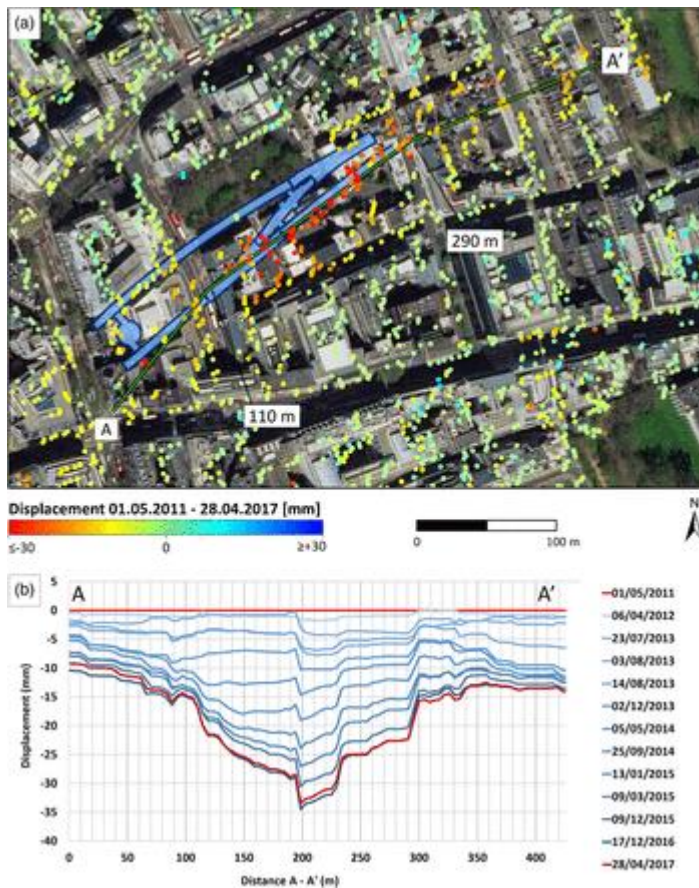 (a)
A'
290 m
110 m
A
Displacement 01.05.2011 - 28.04.2017 [mm]
≤-30 0 ≥+30
0 100 m
N
(b)
A A'
5
0
-5
-10
-15
-20
-25
-30
-35
-40
Displacement (mm)
0 50 100 150 200 250 300 350 400
Distance A - A' (m)
01/05/2011
06/04/2012
23/07/2013
03/08/2013
14/08/2013
02/12/2013
05/05/2014
25/09/2014
13/01/2015
09/03/2015
09/12/2015
17/12/2016
28/04/2017